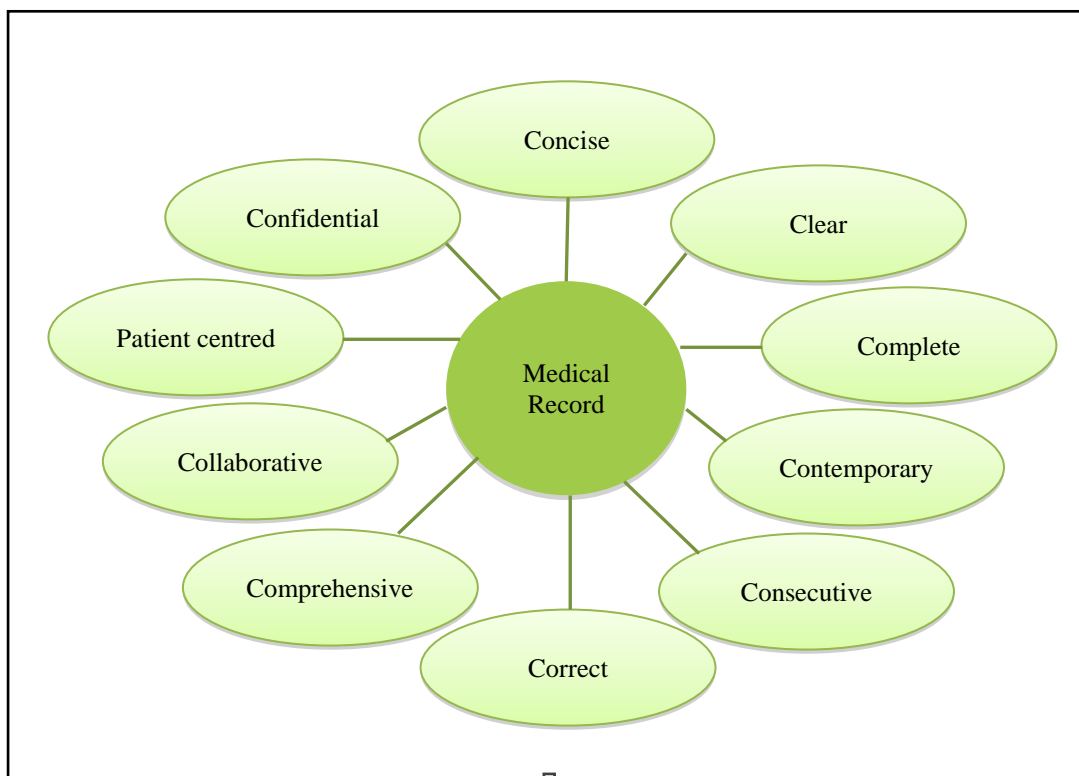 Concise
Confidential
Clear
Patient centred
Complete
Medical
Record
Collaborative
Contemporary
Comprehensive
Consecutive
Correct